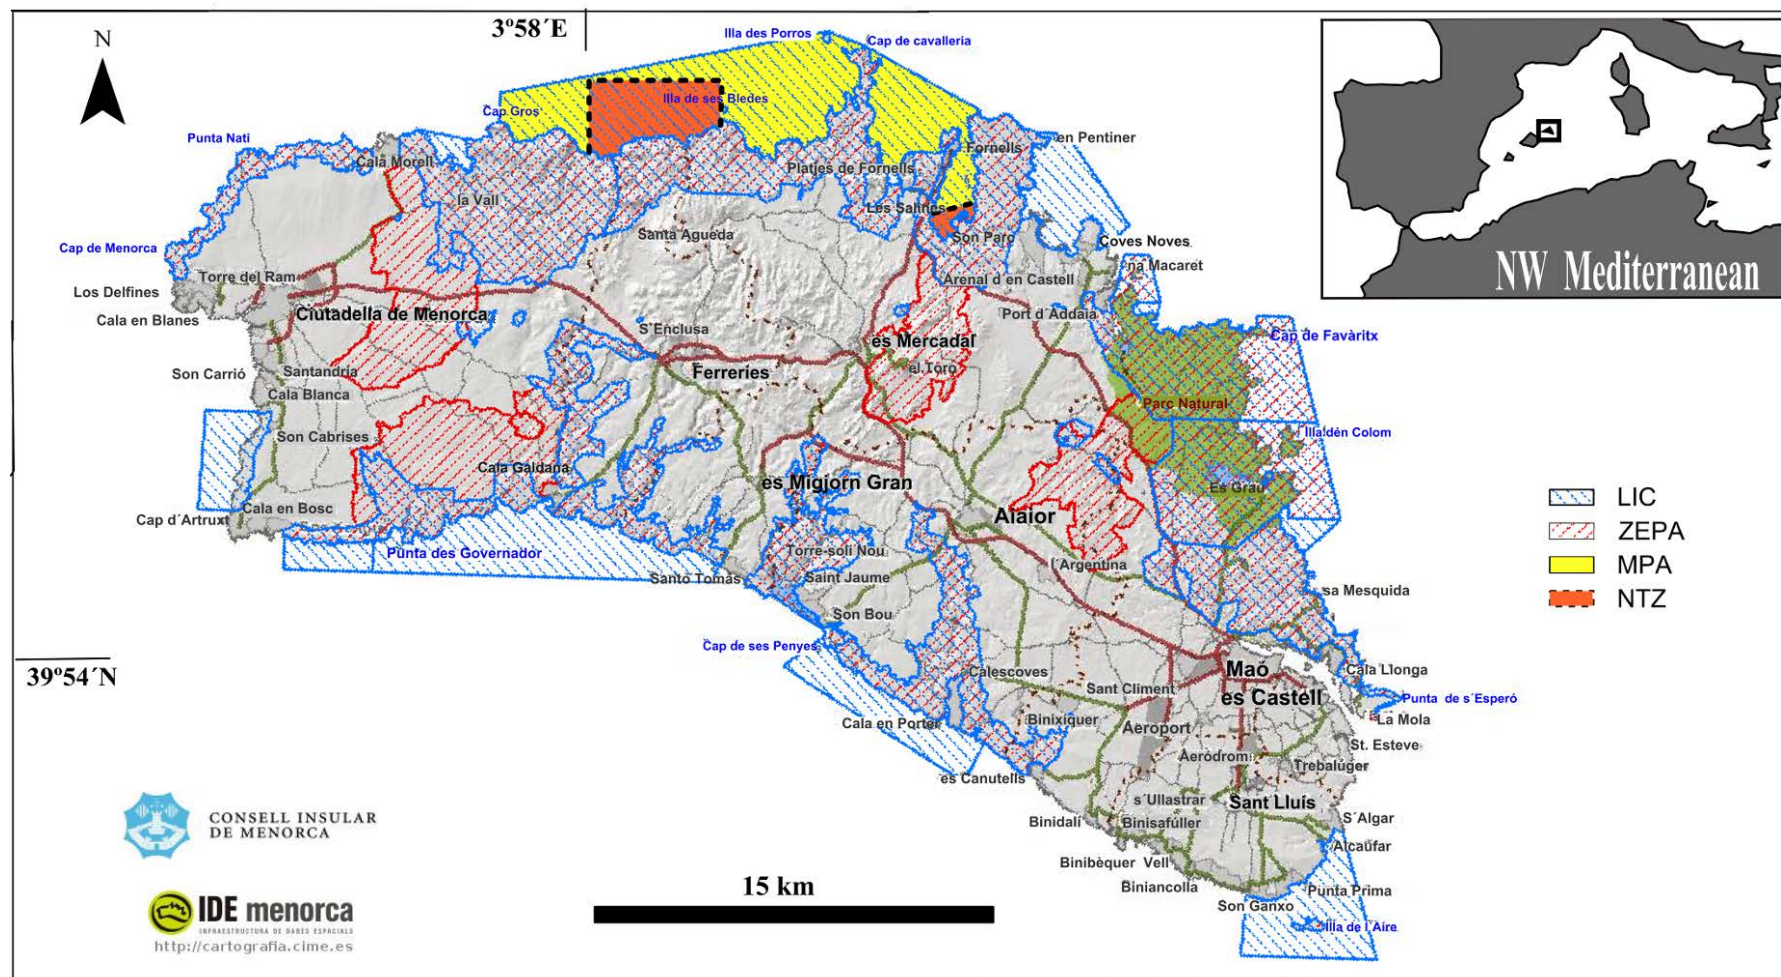 3º58´E
N
Illa des Porros
Cap de cavalleria
Illa de ses Bledes
Cap Gros
Punta Nati
en Pentiner
Fornells
Cala Morell
Platjes de Fornells
la Vall
Les Salines
Santa Agueda
Son Parc
Coves Noves
Cap de Menorca
na Macaret
Torre del Ram
Arenal d´en Castell
Los Delfines
Cala en Blanes
Ciutadella de Menorca
Port d´Addaia
S´Enclusa
es Mercadal
Cap de Favàritx
Ferreries
el Toro
Son Carrió
Santandria
Cala Blanca
Parc Natural
Son Cabrises
Illa dén Colom
Cala Galdana
es Migjorn Gran
Es Grau
Cap d´Artruxt
Cala en Bosc
Alaior
Punta des Governador
Torre-soli Nou
Santo Tomas
Saint Jaume
l´Argentina
Son Bou
sa Mesquida
Cap de ses Penyes
39º54´N
Calescoves
Maó
Cala Llonga
Sant Climent
es Castell
Punta de s´Esperó
Cala en Porter
Binixiquer
Aeroport
La Mola
Aeródrom
St. Esteve
Trebalúger
es Canutells
s´Ullastrar
Sant Lluís
Binidalí
Binisafúller
S´Algar
Alcaufar
Binibèquer Vell
Biniancolla
Punta Prima
Son Ganxo
Illa de l´Aire
NW Mediterranean
LIC
ZEPA
MPA
NTZ
CONSELL INSULAR
DE MENORCA
IDE menorca
INFRAESTRUCTURA DE DADES ESPACIALS
http://cartografia.cime.es
15 km